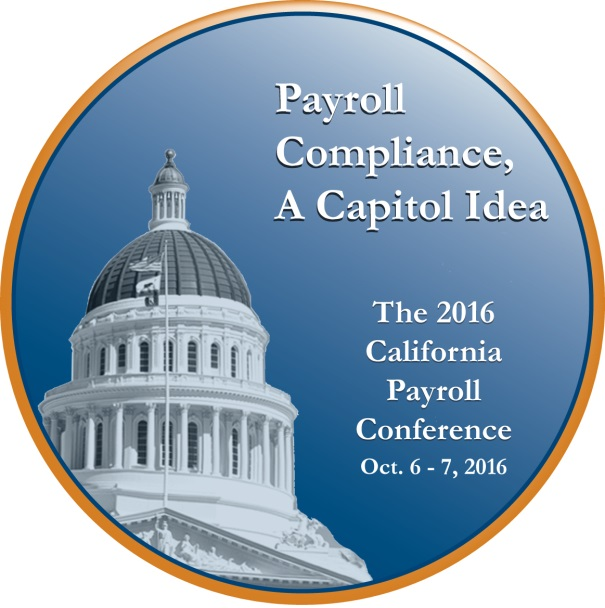 Payroll
Compliance,
A Capitol Idea
The 2016
California
Payroll
Conference
Oct. 6 - 7, 2016